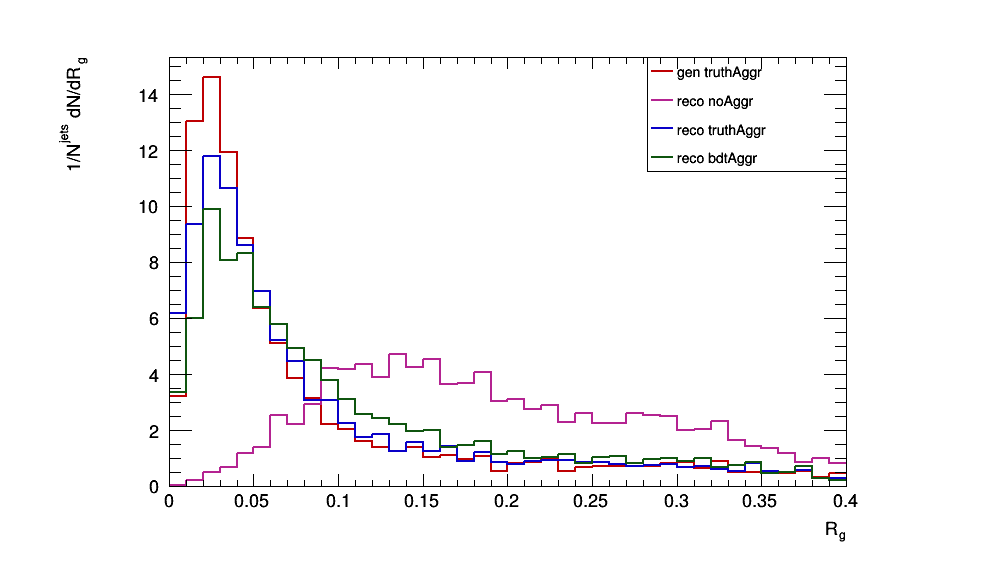 1/N^jets dN/dR_g
14
12
10
8
6
4
2
0
gen truthAggr
reco noAggr
reco truthAggr
reco bdtAggr
0 0.05 0.1 0.15 0.2 0.25 0.3 0.35 0.4
R_g